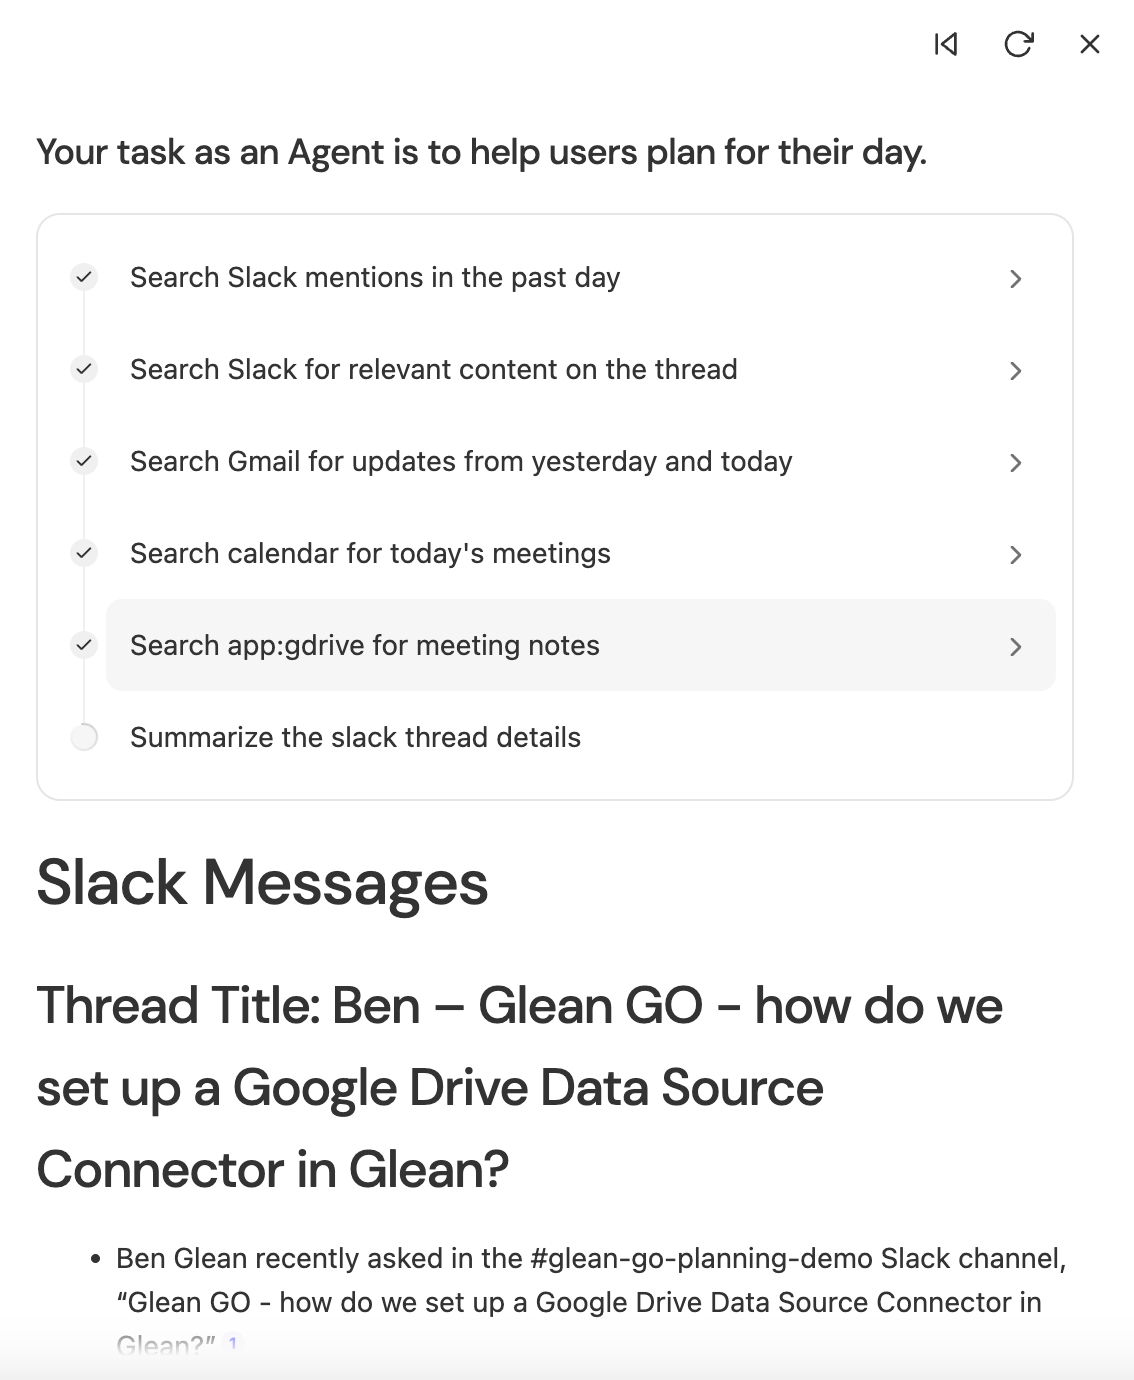 Your task as an Agent is to help users plan for their day.
Search Slack mentions in the past day
Search Slack for relevant content on the thread
Search Gmail for updates from yesterday and today
Search calendar for today's meetings
Search app:gdrive for meeting notes
Summarize the slack thread details
Slack Messages
Thread Title: Ben – Glean GO - how do we
set up a Google Drive Data Source
Connector in Glean?
• Ben Glean recently asked in the #glean-go-planning-demo Slack channel,
“Glean GO - how do we set up a Google Drive Data Source Connector in
Glean?” 1